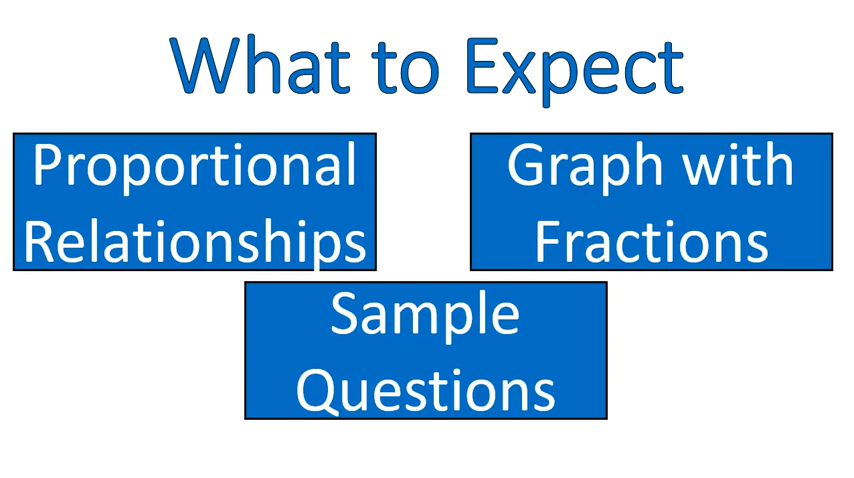 What to Expect
Proportional
Relationships
Graph with
Fractions
Sample
Questions